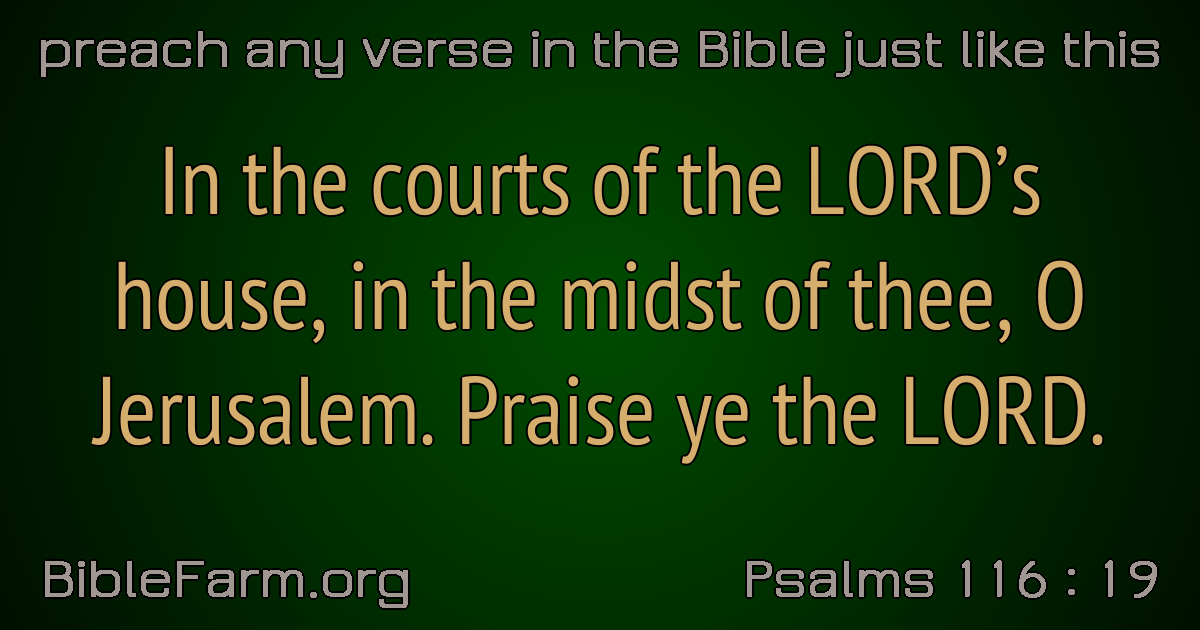 preach any verse in the Bible just like this
In the courts of the LORD’s
house, in the midst of thee, O
Jerusalem. Praise ye the LORD.
BibleFarm.org
Psalms 116 : 19